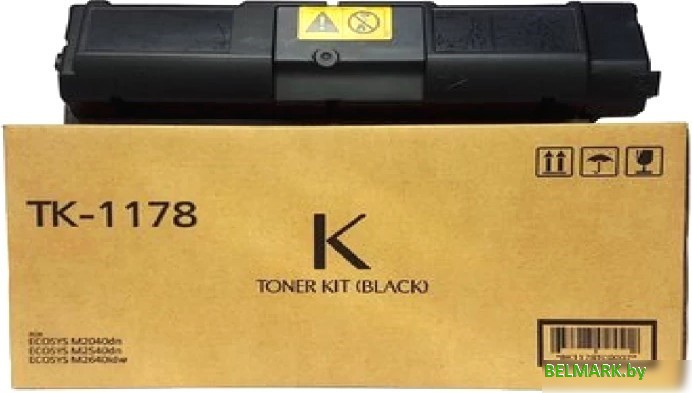 TK-1178
K
TONER KIT (BLACK)
ECOSYS M2040dn
ECOSYS M2540dn
ECOSYS M2640idw
BELMARK.by